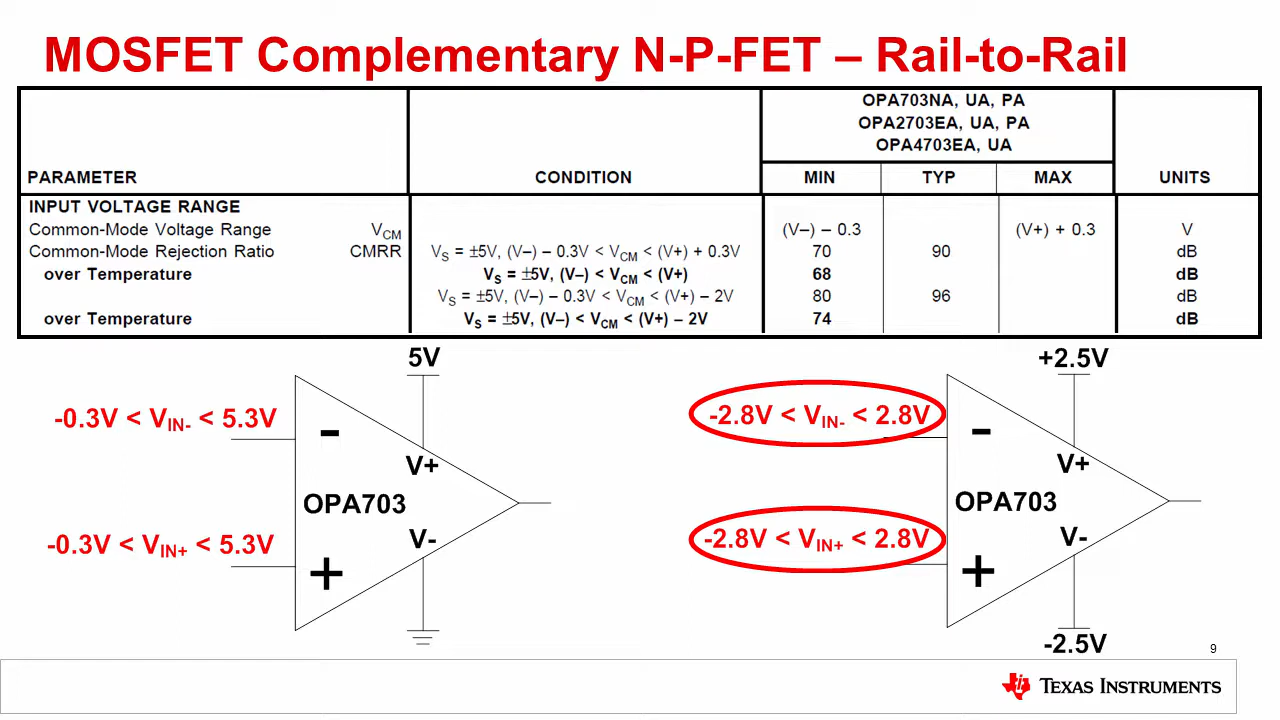 MOSFET Complementary N-P-FET – Rail-to-Rail
OPA703NA, UA, PA
OPA2703EA, UA, PA
OPA4703EA, UA
PARAMETER CONDITION MIN TYP MAX UNITS
INPUT VOLTAGE RANGE
Common-Mode Voltage Range VCM (V–) – 0.3 (V+) + 0.3 V
Common-Mode Rejection Ratio CMRR VS = ±5V, (V–) – 0.3V < VCM < (V+) + 0.3V 70 90 dB
over Temperature VS = ±5V, (V–) < VCM < (V+) 68 dB
VS = ±5V, (V–) – 0.3V < VCM < (V+) – 2V 80 96 dB
over Temperature VS = ±5V, (V–) < VCM < (V+) – 2V 74 dB
5V
-0.3V < VIN- < 5.3V
-
V+
OPA703
-0.3V < VIN+ < 5.3V
V-
+
+2.5V
-2.8V < VIN- < 2.8V
-
V+
OPA703
-2.8V < VIN+ < 2.8V
V-
+
-2.5V
9
TEXAS INSTRUMENTS